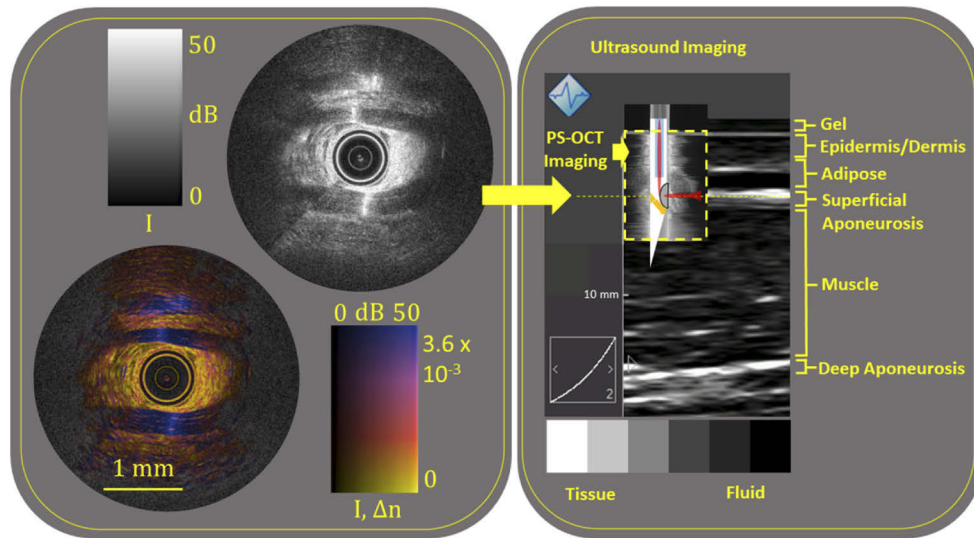 50
dB
0
I
0 dB 50
3.6 x
10-3
0
I, Δn
1 mm
Ultrasound Imaging
PS-OCT
Imaging
10 mm
2
Gel
Epidermis/Dermis
Adipose
Superficial
Aponeurosis
Muscle
Deep Aponeurosis
Tissue
Fluid